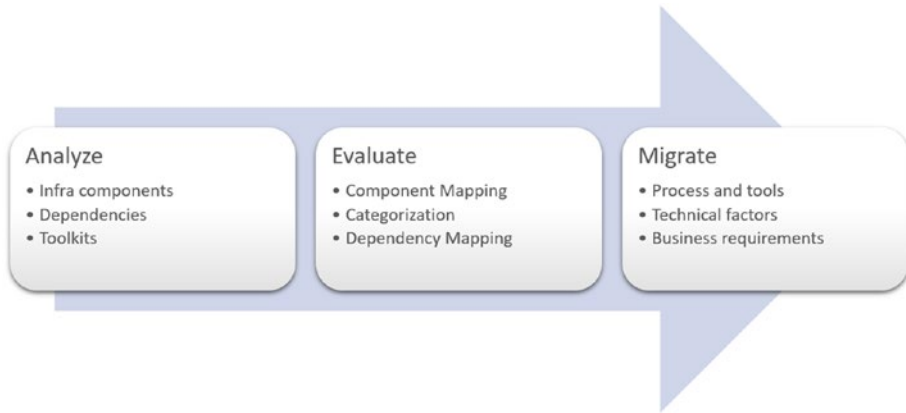 Analyze
• Infra components
• Dependencies
• Toolkits
Evaluate
• Component Mapping
• Categorization
• Dependency Mapping
Migrate
• Process and tools
• Technical factors
• Business requirements